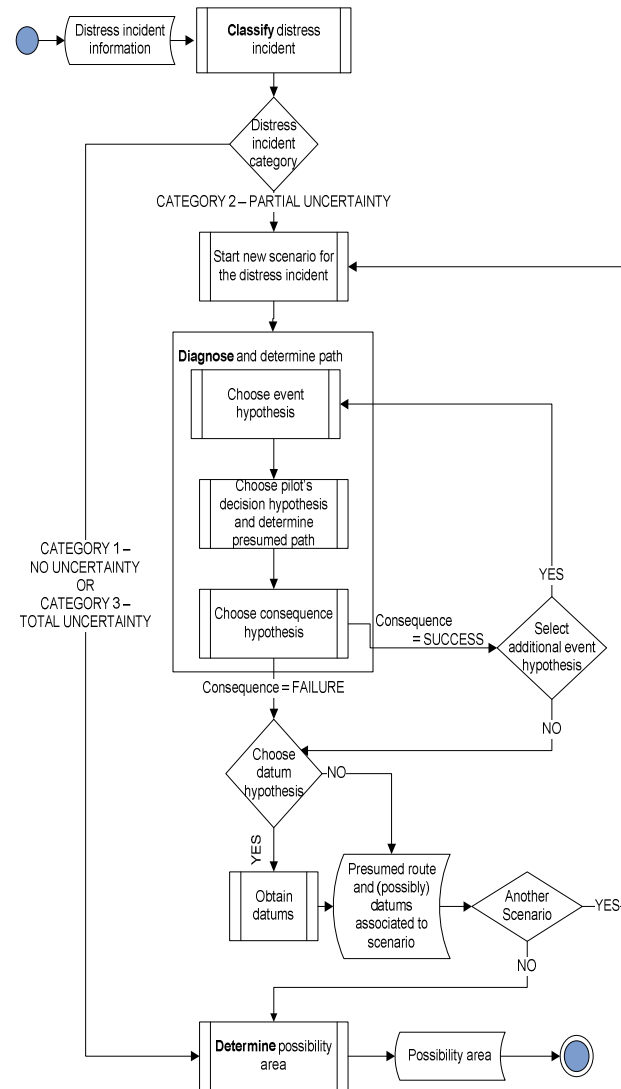 Distress incident
information
Classify distress
incident
Distress
incident
category
CATEGORY 2 – PARTIAL UNCERTAINTY
Start new scenario for
the distress incident
Diagnose and determine path
Choose event
hypothesis
Choose pilot's
decision hypothesis
and determine
presumed path
CATEGORY 1 –
NO UNCERTAINTY
OR
CATEGORY 3 –
TOTAL UNCERTAINTY
Choose consequence
hypothesis
Consequence
= SUCCESS
YES
Select
additional event
hypothesis
NO
Consequence = FAILURE
Choose
datum
hypothesis
NO
YES
Obtain
datums
Presumed route
and (possibly)
datums
associated to
scenario
Another
Scenario
YES
NO
Determine possibility
area
Possibility area